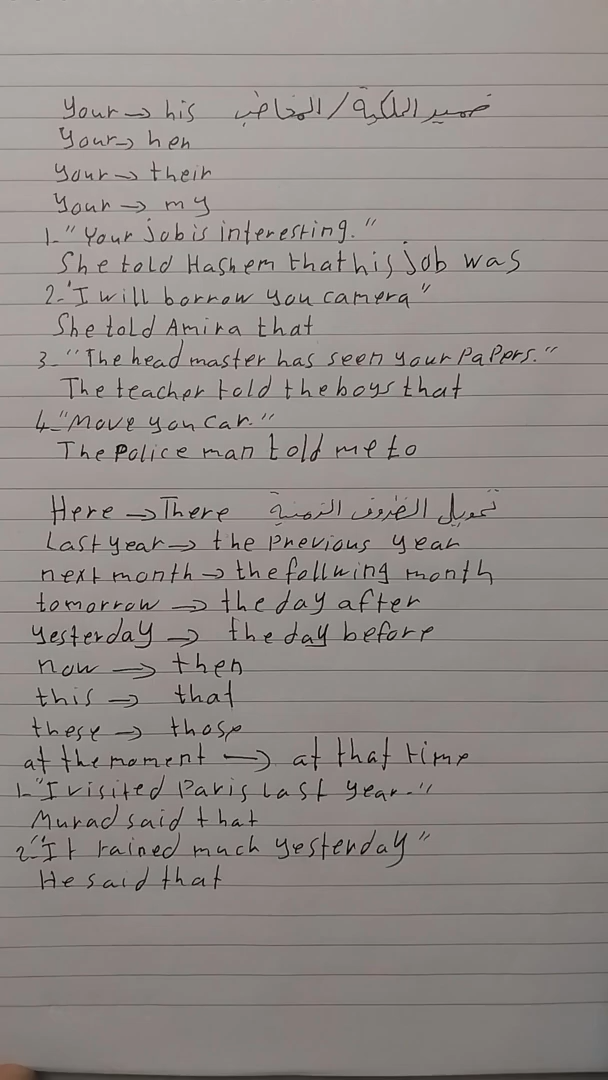 Your → his ضمير الملكية / المخاطب
Your → her
Your → their
Your → my
1- "Your job is interesting."
She told Hashem that his job was
2- "I will borrow you camera"
She told Amira that
3- "The head master has seen your papers."
The teacher told the boys that
4- "Move you car."
The police man told me to
Here → There تحويل الظروف الزمنية
Last year → the previous year
next month → the follwing month
tomorrow → the day after
yesterday → the day before
now → then
this → that
these → those
at the moment → at that time
1- "I visited Paris last year."
Murad said that
2- "It rained much yesterday"
He said that